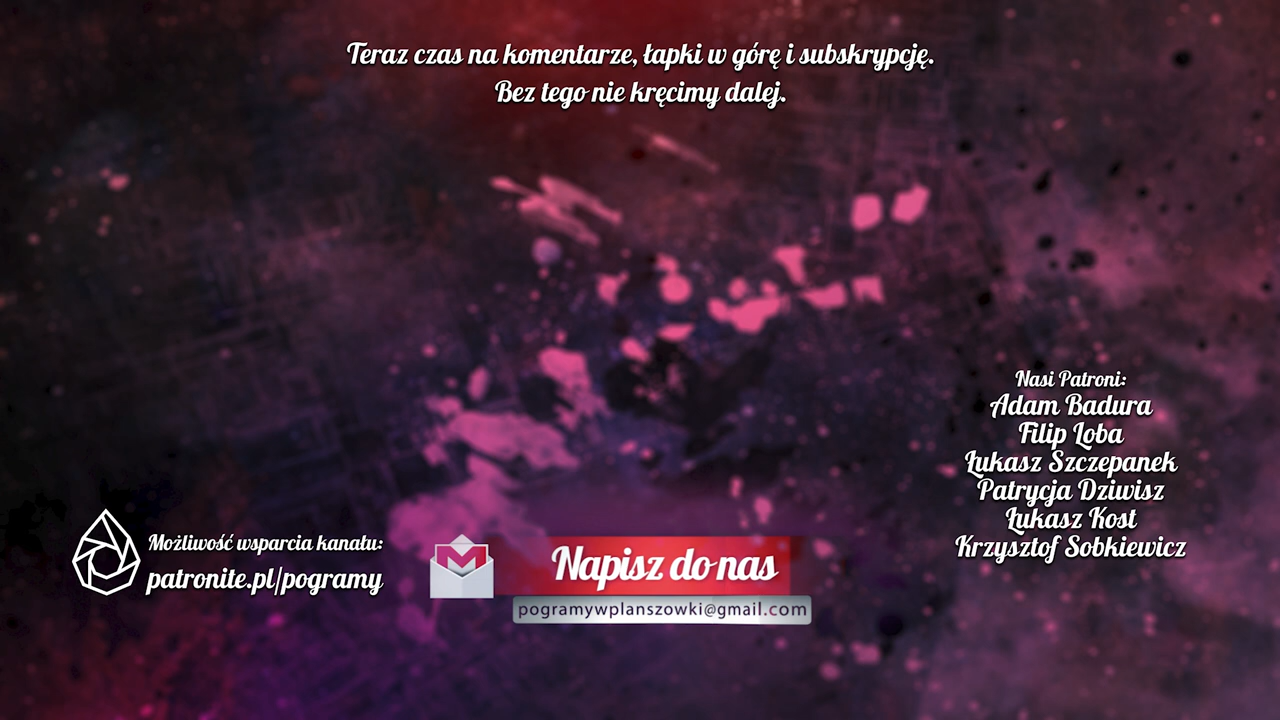 Teraz czas na komentarze, łapki w górę i subskrypcję.
Bez tego nie kręcimy dalej.
Nasi Patroni:
Adam Badura
Filip Loba
Łukasz Szczepanek
Patrycja Dziwisz
Łukasz Kost
Krzysztof Sobkiewicz
Możliwość wsparcia kanału:
patronite.pl/pogramy
Napisz do nas
pogramywplanszowki@gmail.com